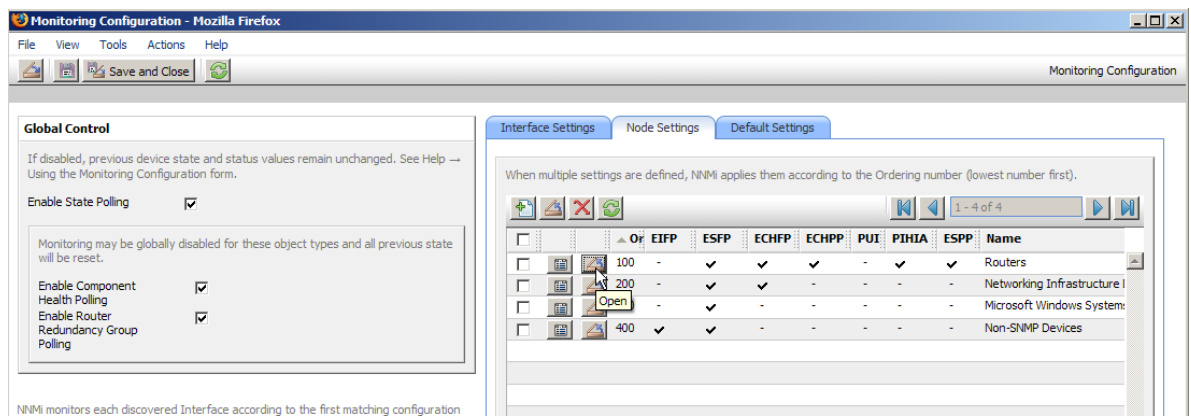 Monitoring Configuration - Mozilla Firefox
File View Tools Actions Help
Save and Close
Monitoring Configuration
Global Control
If disabled, previous device state and status values remain unchanged. See Help →
Using the Monitoring Configuration form.
Enable State Polling
Monitoring may be globally disabled for these object types and all previous state
will be reset.
Enable Component
Health Polling
Enable Router
Redundancy Group
Polling
NNMi monitors each discovered Interface according to the first matching configuration
Interface Settings Node Settings Default Settings
When multiple settings are defined, NNMi applies them according to the Ordering number (lowest number first).
1 - 4 of 4
Or EIFP ESFP ECHFP ECHPP PUI PIHIA ESPP Name
100 - ✔ ✔ ✔ - ✔ ✔ Routers
200 - ✔ ✔ - - - - Networking Infrastructure
Open - ✔ - - - - - Microsoft Windows Systems
400 ✔ ✔ - - - - - Non-SNMP Devices